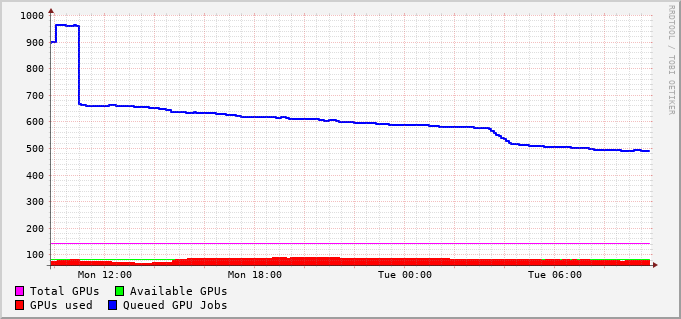 1000
900
800
700
600
500
400
300
200
100
Mon 12:00 Mon 18:00 Tue 00:00 Tue 06:00
Total GPUs Available GPUs
GPUs used Queued GPU Jobs
RRDTOOL / TOBI OETIKER